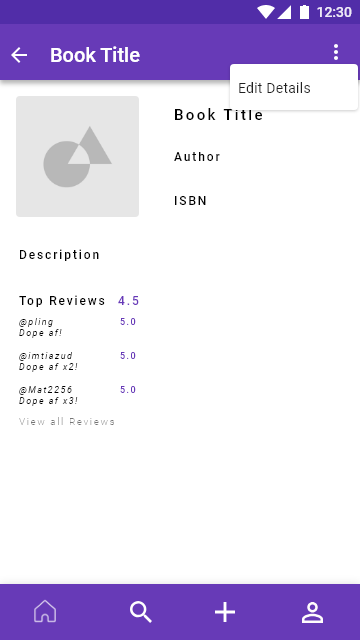 12:30
Book Title
Edit Details
Book Title
Author
ISBN
Description
Top Reviews 4.5
@pling 5.0
Dope af!
@imtiazud 5.0
Dope af x2!
@Mat2256 5.0
Dope af x3!
View all Reviews